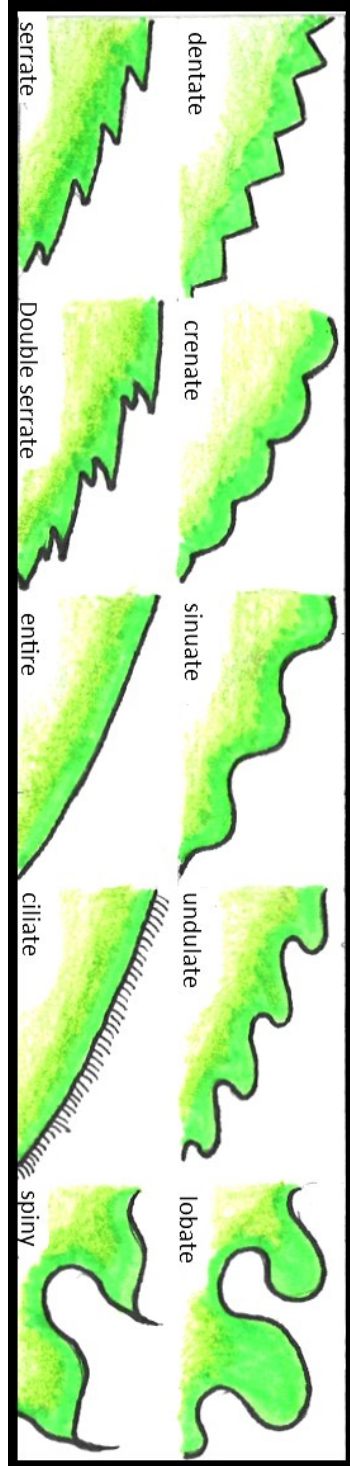 dentate
crenate
sinuate
undulate
lobate
serrate
Double serrate
entire
ciliate
spiny